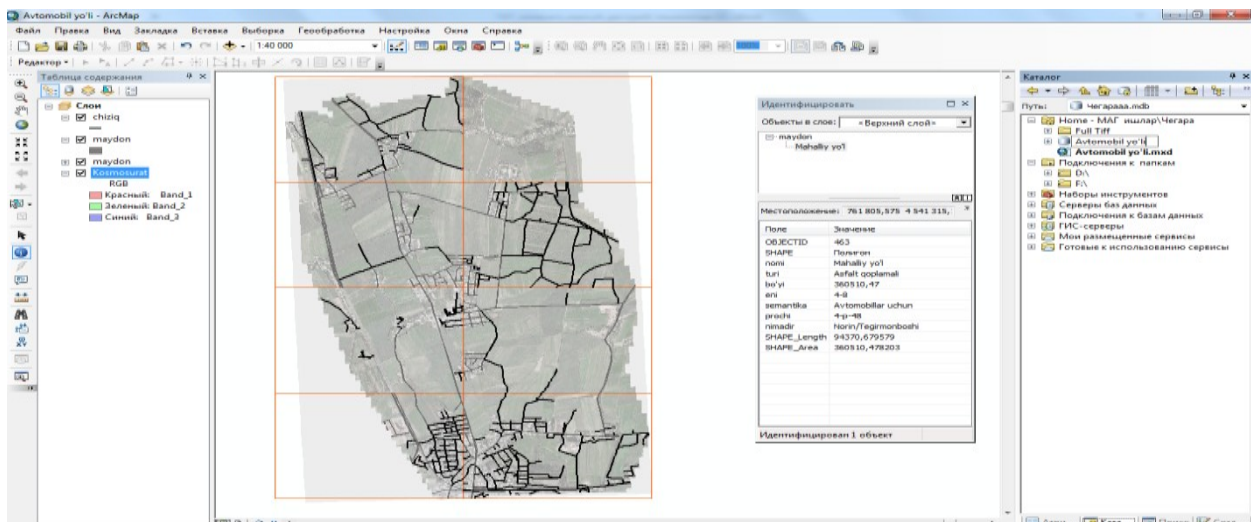 Avtomobil yo'li - ArcMap
Файл Правка Вид Закладка Вставка Выборка Геообработка Настройка Окна Справка
1:40 000
Редактор
Таблица содержания
Слои
chiziq
maydon
maydon
Kosmosurat
RGB
Красный: Band_1
Зеленый: Band_2
Синий: Band_3
Идентифицировать
Объекты в слое: <Верхний слой>
maydon
Mahalliy yo'l
Местоположение: 761 805,575 4 541 315,
Поле Значение
OBJECTID 463
SHAPE Полигон
nomi Mahalliy yo'l
turi Asfalt qoplamali
bo'yi 360510,47
eni 4-8
semantika Avtomobillar uchun
prochi 4-p-48
nimadir Norin/Tegirmonboshi
SHAPE_Length 94370,679579
SHAPE_Area 360510,478203
Идентифицирован 1 объект
Каталог
Путь: Чегарааа.mdb
Home - МАГ ишлар\Чегара
Full Tiff
Avtomobil yo'li
Avtomobil yo'li.mxd
Подключения к папкам
D:\
F:\
Наборы инструментов
Серверы баз данных
Подключения к базам данных
ГИС-серверы
Мои размещенные сервисы
Готовые к использованию сервисы